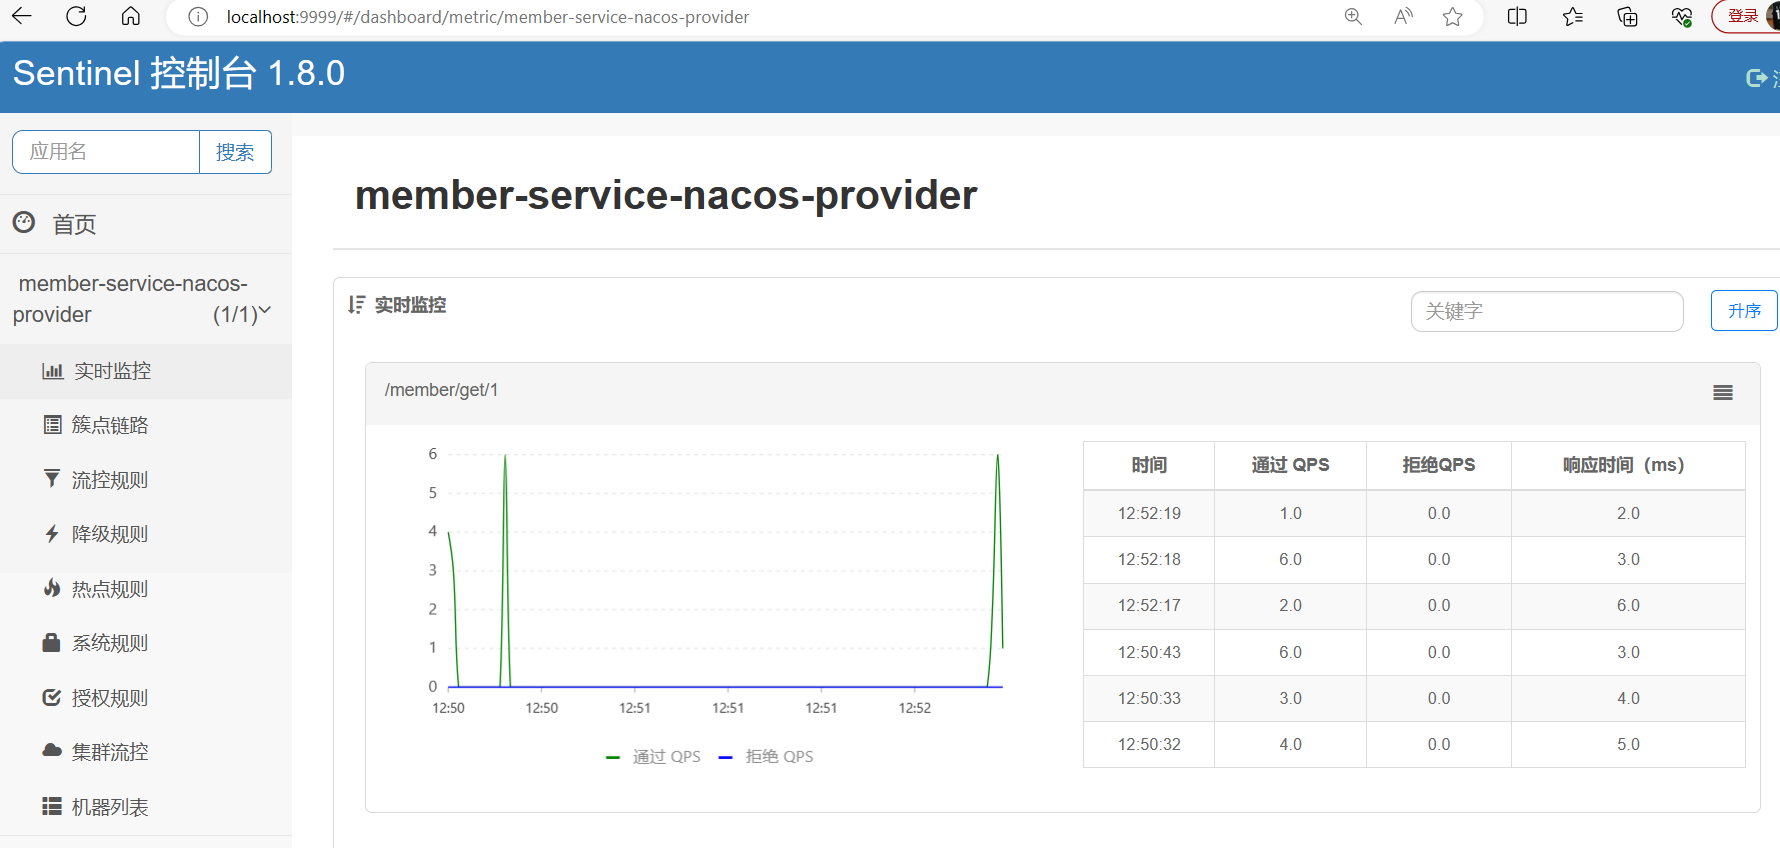 localhost:9999/#/dashboard/metric/member-service-nacos-provider
登录
Sentinel 控制台 1.8.0
应用名
搜索
首页
member-service-nacos-
provider (1/1)
实时监控
簇点链路
流控规则
降级规则
热点规则
系统规则
授权规则
集群流控
机器列表
member-service-nacos-provider
实时监控
关键字
升序
/member/get/1
6
5
4
3
2
1
0
12:50 12:50 12:51 12:51 12:51 12:52
通过 QPS 拒绝 QPS
时间 通过 QPS 拒绝QPS 响应时间（ms）
12:52:19 1.0 0.0 2.0
12:52:18 6.0 0.0 3.0
12:52:17 2.0 0.0 6.0
12:50:43 6.0 0.0 3.0
12:50:33 3.0 0.0 4.0
12:50:32 4.0 0.0 5.0